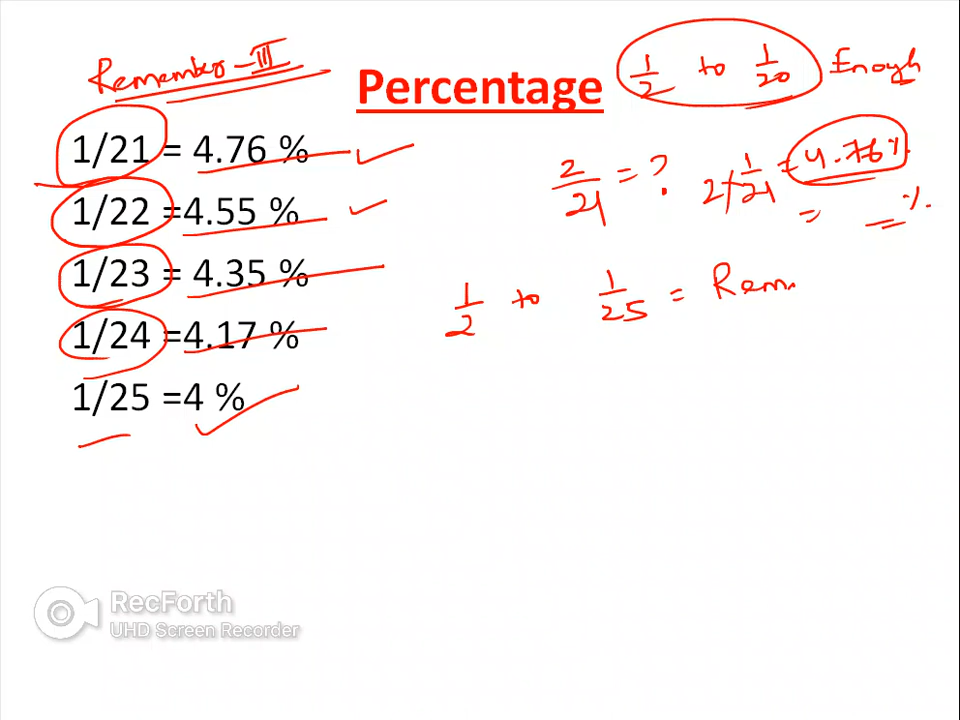 Remember - III
Percentage
1/2 to 1/20 Enough
1/21 = 4.76 %
1/22 =4.55 %
1/23 = 4.35 %
1/24 =4.17 %
1/25 =4 %
2/21 = ? 2 × 1/21 = 4.76 %
= _ %.
1/2 to 1/25 = Rem.
RecForth
UHD Screen Recorder